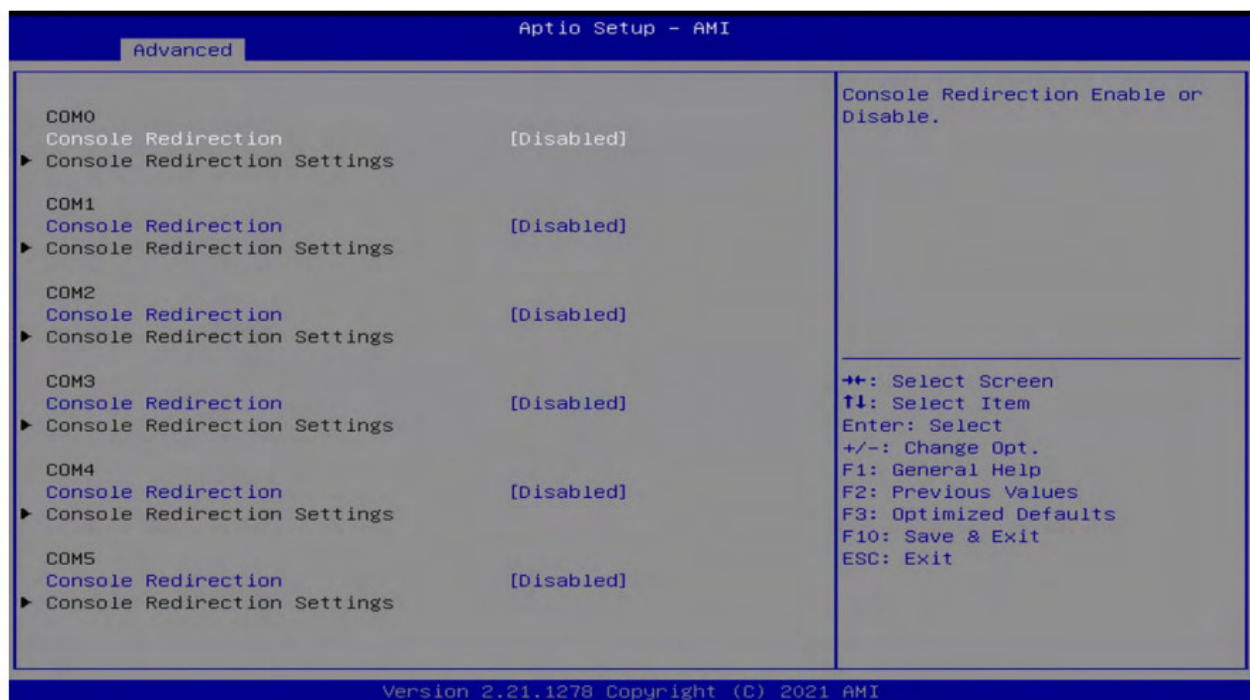 Aptio Setup – AMI
Advanced
COM0
Console Redirection [Disabled]
▶ Console Redirection Settings
COM1
Console Redirection [Disabled]
▶ Console Redirection Settings
COM2
Console Redirection [Disabled]
▶ Console Redirection Settings
COM3
Console Redirection [Disabled]
▶ Console Redirection Settings
COM4
Console Redirection [Disabled]
▶ Console Redirection Settings
COM5
Console Redirection [Disabled]
▶ Console Redirection Settings
Console Redirection Enable or
Disable.
→←: Select Screen
↑↓: Select Item
Enter: Select
+/-: Change Opt.
F1: General Help
F2: Previous Values
F3: Optimized Defaults
F10: Save & Exit
ESC: Exit
Version 2.21.1278 Copyright (C) 2021 AMI